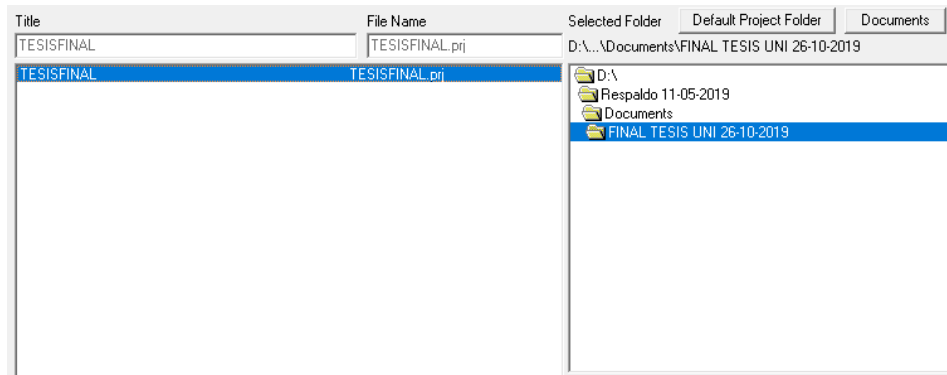 Title File Name Selected Folder Default Project Folder Documents
TESISFINAL TESISFINAL.prj D:\...\Documents\FINAL TESIS UNI 26-10-2019
TESISFINAL TESISFINAL.prj D:\
Respaldo 11-05-2019
Documents
FINAL TESIS UNI 26-10-2019